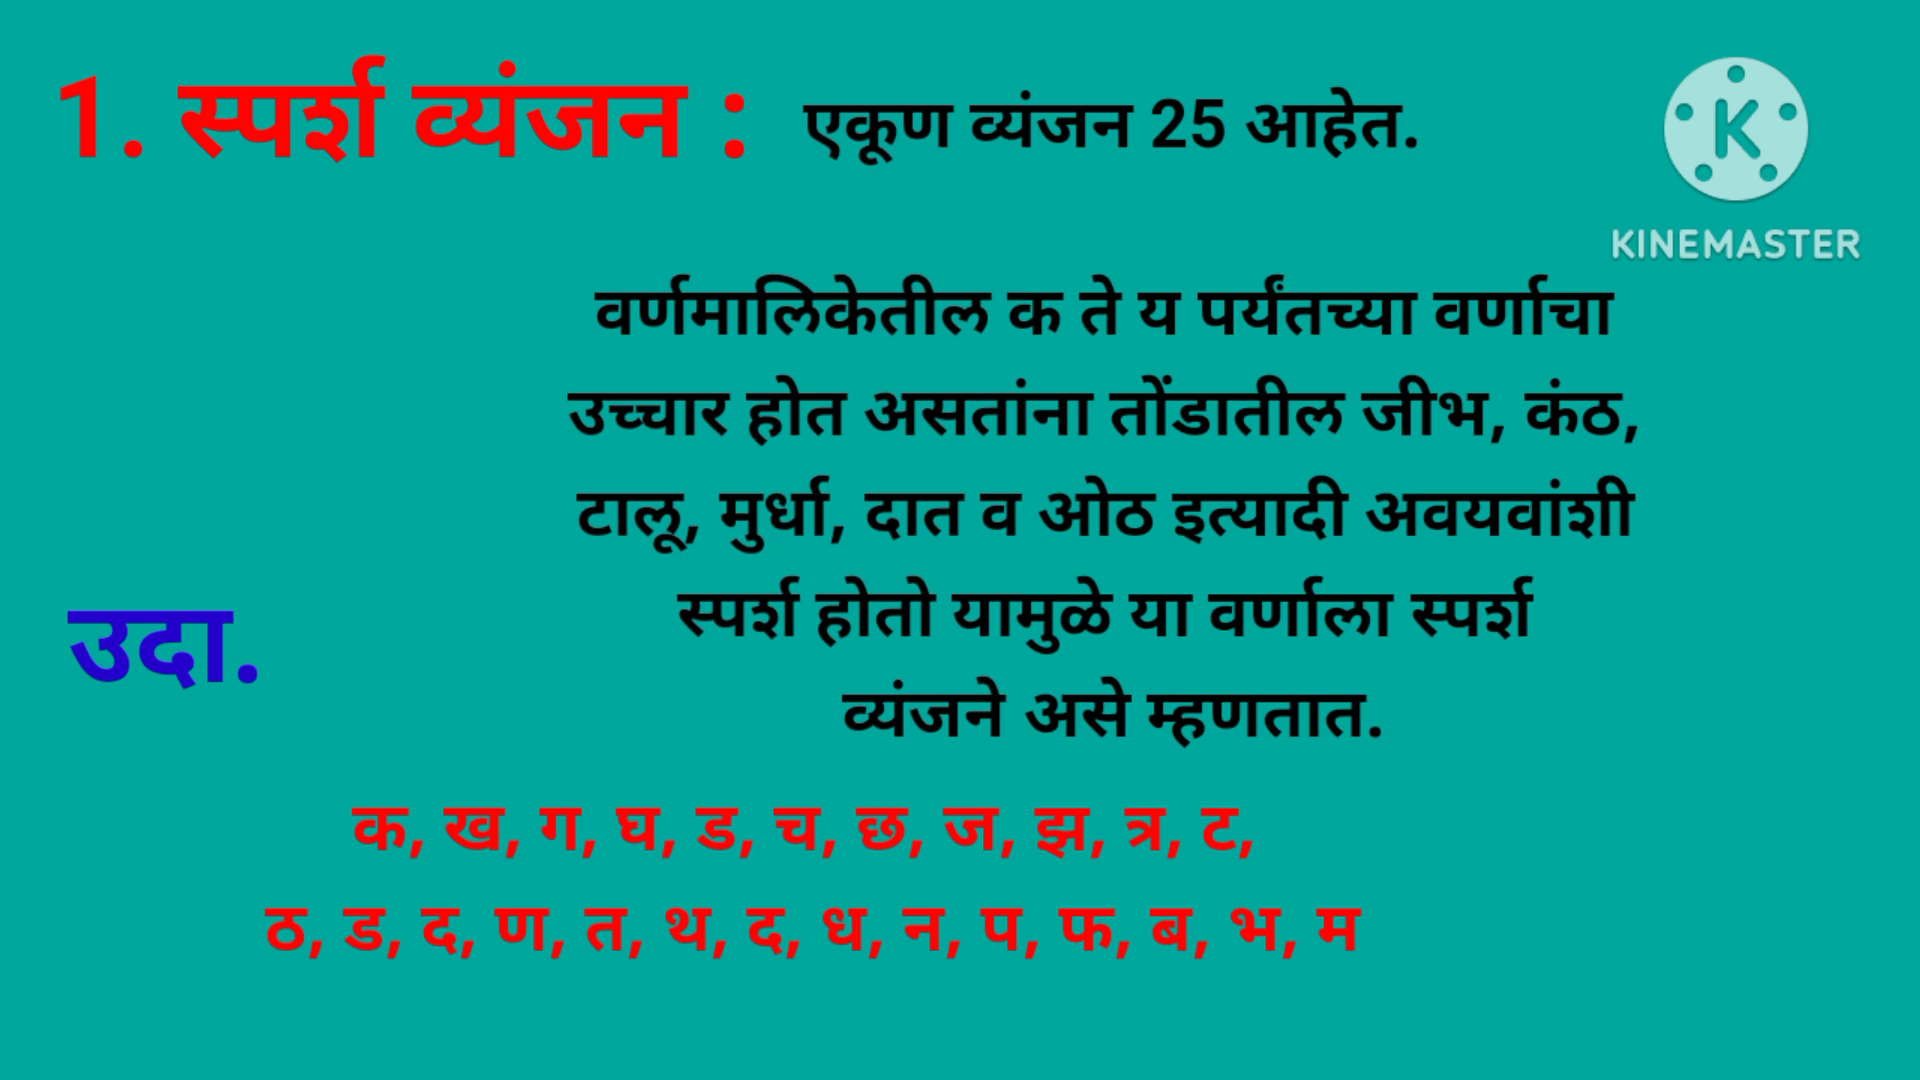 1. स्पर्श व्यंजन : एकूण व्यंजन 25 आहेत.
KINEMASTER
वर्णमालिकेतील क ते य पर्यंतच्या वर्णाचा
उच्चार होत असतांना तोंडातील जीभ, कंठ,
टालू, मुर्धा, दात व ओठ इत्यादी अवयवांशी
स्पर्श होतो यामुळे या वर्णाला स्पर्श
व्यंजने असे म्हणतात.
उदा.
क, ख, ग, घ, ड, च, छ, ज, झ, त्र, ट,
ठ, ड, द, ण, त, थ, द, ध, न, प, फ, ब, भ, म